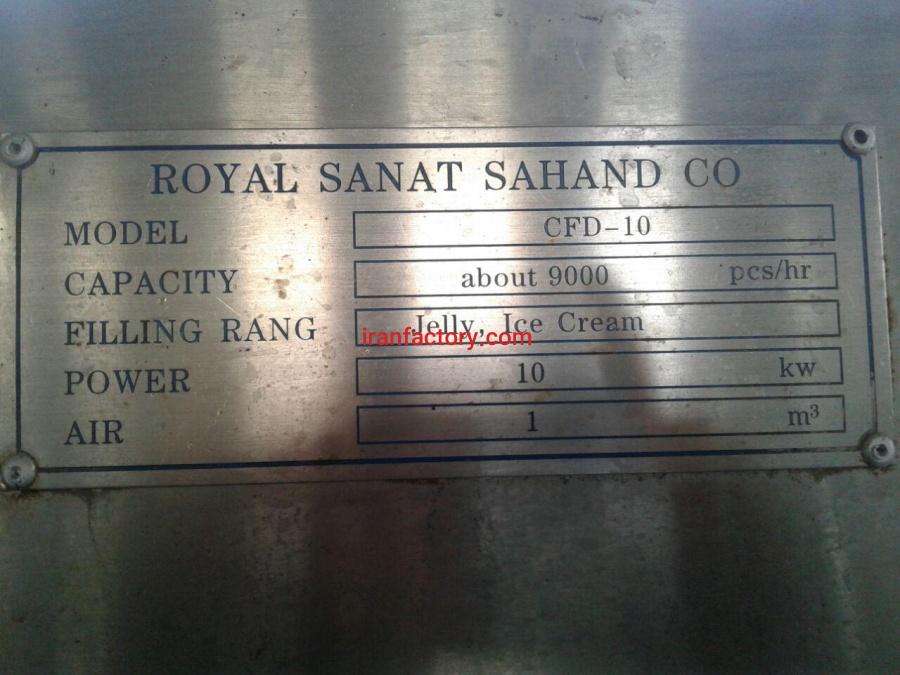 ROYAL SANAT SAHAND CO
MODEL CFD-10
CAPACITY about 9000 pcs/hr
FILLING RANG Jelly, Ice Cream
iranfactory.com
POWER 10 kw
AIR 1 m³